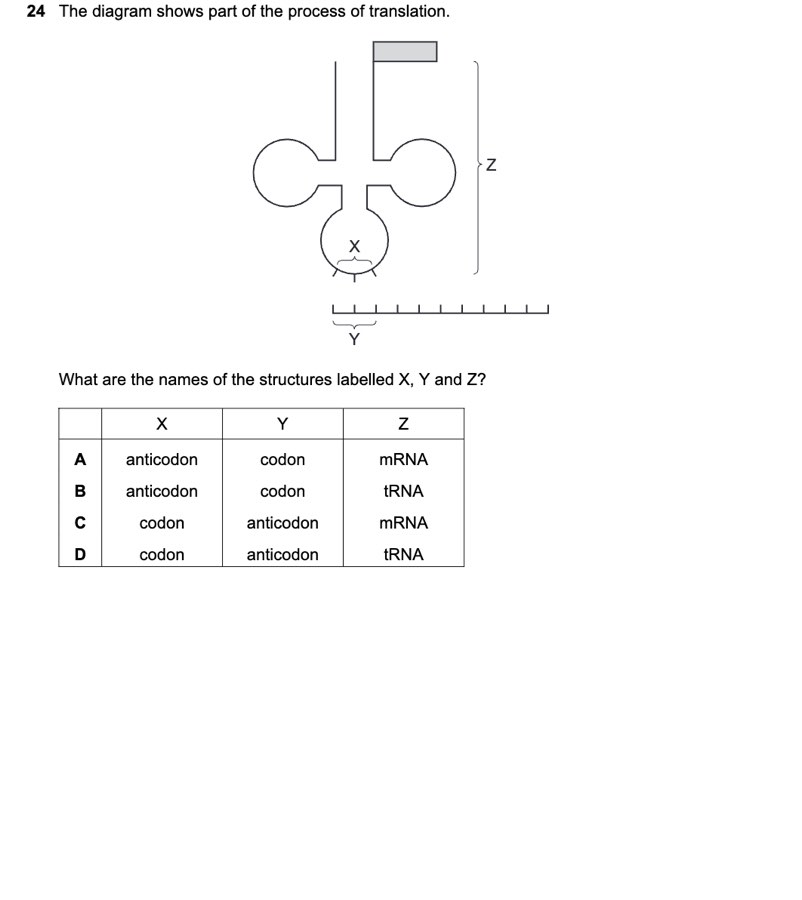 24 The diagram shows part of the process of translation.
Z
X
Y
What are the names of the structures labelled X, Y and Z?
X Y Z
A anticodon codon mRNA
B anticodon codon tRNA
C codon anticodon mRNA
D codon anticodon tRNA